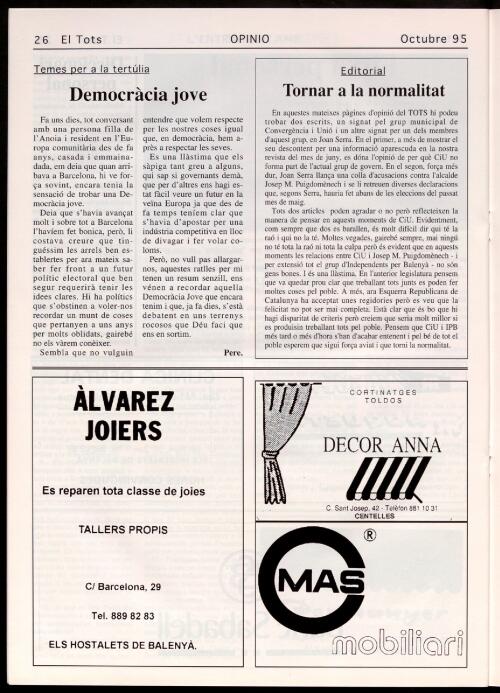 26 El Tots
OPINIO
Octubre 95
Temes per a la tertúlia
Democràcia jove
Fa uns dies, tot conversant
amb una persona filla de
l'Anoia i resident en l'Eu-
ropa comunitària des de fa
anys, casada i emmaina-
dada, em deia que quan arri-
bava a Barcelona, hi ve for-
ça sovint, encara tenia la
sensació de trobar una De-
mocràcia jove.
Deia que s'havia avançat
molt i sobre tot a Barcelona
l'havíem fet bonica, però, li
costava creure que tin-
guéssim les arrels ben es-
tablertes per ara mateix sa-
ber fer front a un futur
polític electoral que ben
segur requerirà tenir les
idees clares. Hi ha polítics
que s'obstinen a voler-nos
recordar un munt de coses
que pertanyen a uns anys
per molts oblidats, gairebé
no els vàrem conèixer.
Sembla que no vulguin
entendre que volem respecte
per les nostres coses igual
que, en democràcia, hem a-
près a respectar les seves.
Es una llàstima que els
sàpiga tant greu a alguns,
qui sap si governats demà,
que per d'altres ens hagi es-
tat fàcil veure un futur en la
veïna Europa ja que des de
fa temps feníem clar que
s'havia d'apostar per una
indústria competitiva en lloc
de divagar i fer volar co-
loms.
Però, no vull pas allargar-
nos, aquestes ratlles per mi
tenen un resum senzill, ens
vénen a recordar aquella
Democràcia Jove que encara
tenim i que, ja fa dies, s'està
debatent en uns terrenys
rocosos que Déu faci que
ens en sortim.
Pere.
Editorial
Tornar a la normalitat
En aquestes mateixes pàgines d'opinió del TOTS hi podeu
trobar dos escrits, un signat pel grup municipal de
Convergència i Unió i un altre signat per un dels membres
d'aquest grup, en Joan Serra. En el primer, a més de mostrar el
seu descontent per una informació aparescuda en la nostra
revista del mes de juny, es dóna l'opinió de per què CiU no
forma part de l'actual grup de govern. En el segon, força més
dur, Joan Serra llança una colla d'acusacions contra l'alcalde
Josep M. Puigdomènech i se li retreuen diverses declaracions
que, segons Serra, hauria fet abans de les eleccions del passat
mes de maig.
Tots dos articles poden agradar o no però reflecteixen la
manera de pensar en aquests moments de CiU. Evidentment,
com sempre que dos es barallen, és molt difícil dir qui té la
raó i qui no la té. Moltes vegades, gairebé sempre, mai ningú
no té tota la raó ni tota la culpa però és evident que en aquests
moments les relacions entre CiU i Josep M. Puigdomènech - i
per extensió tot el grup d'Independents per Balenyà - no són
gens bones. I és una llàstima. En l'anterior legislatura pensem
que va quedar prou clar que treballant tots junts es poden fer
moltes coses pel poble. A més, ara Esquerra Republicana de
Catalunya ha acceptat unes regidories però es veu que la
felicitat no pot ser mai completa. Està clar que és bo que hi
hagi disparitat de criteris però creiem que seria molt millor si
es produïsin treballant tots pel poble. Pensem que CiU i IPB
més tard o més d'hora s'han d'acabar entenent i pel bé de tot el
poble esperem que sigui força aviat i que torni la normalitat.
ÀLVAREZ
JOIERS
Es reparen tota classe de joies
TALLERS PROPIS
C/ Barcelona, 29
Tel. 889 82 83
ELS HOSTALETS DE BALENYÀ.
CORTINATGES
TOLDOS
DECOR ANNA
C. Sant Josep, 42 - Telèfon 881 10 31
CENTELLES
®
MAS
mobiliari